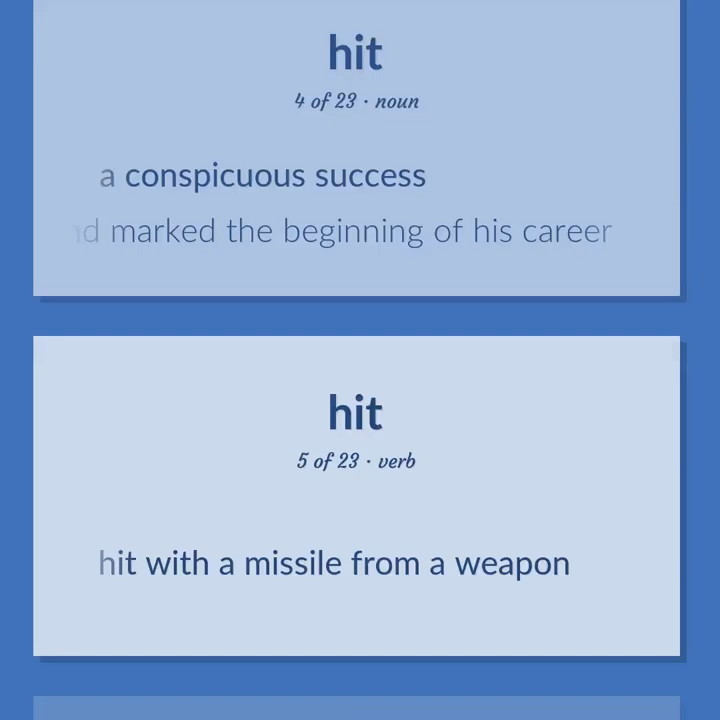 hit
4 of 23 · noun
a conspicuous success
marked the beginning of his career
hit
5 of 23 · verb
hit with a missile from a weapon